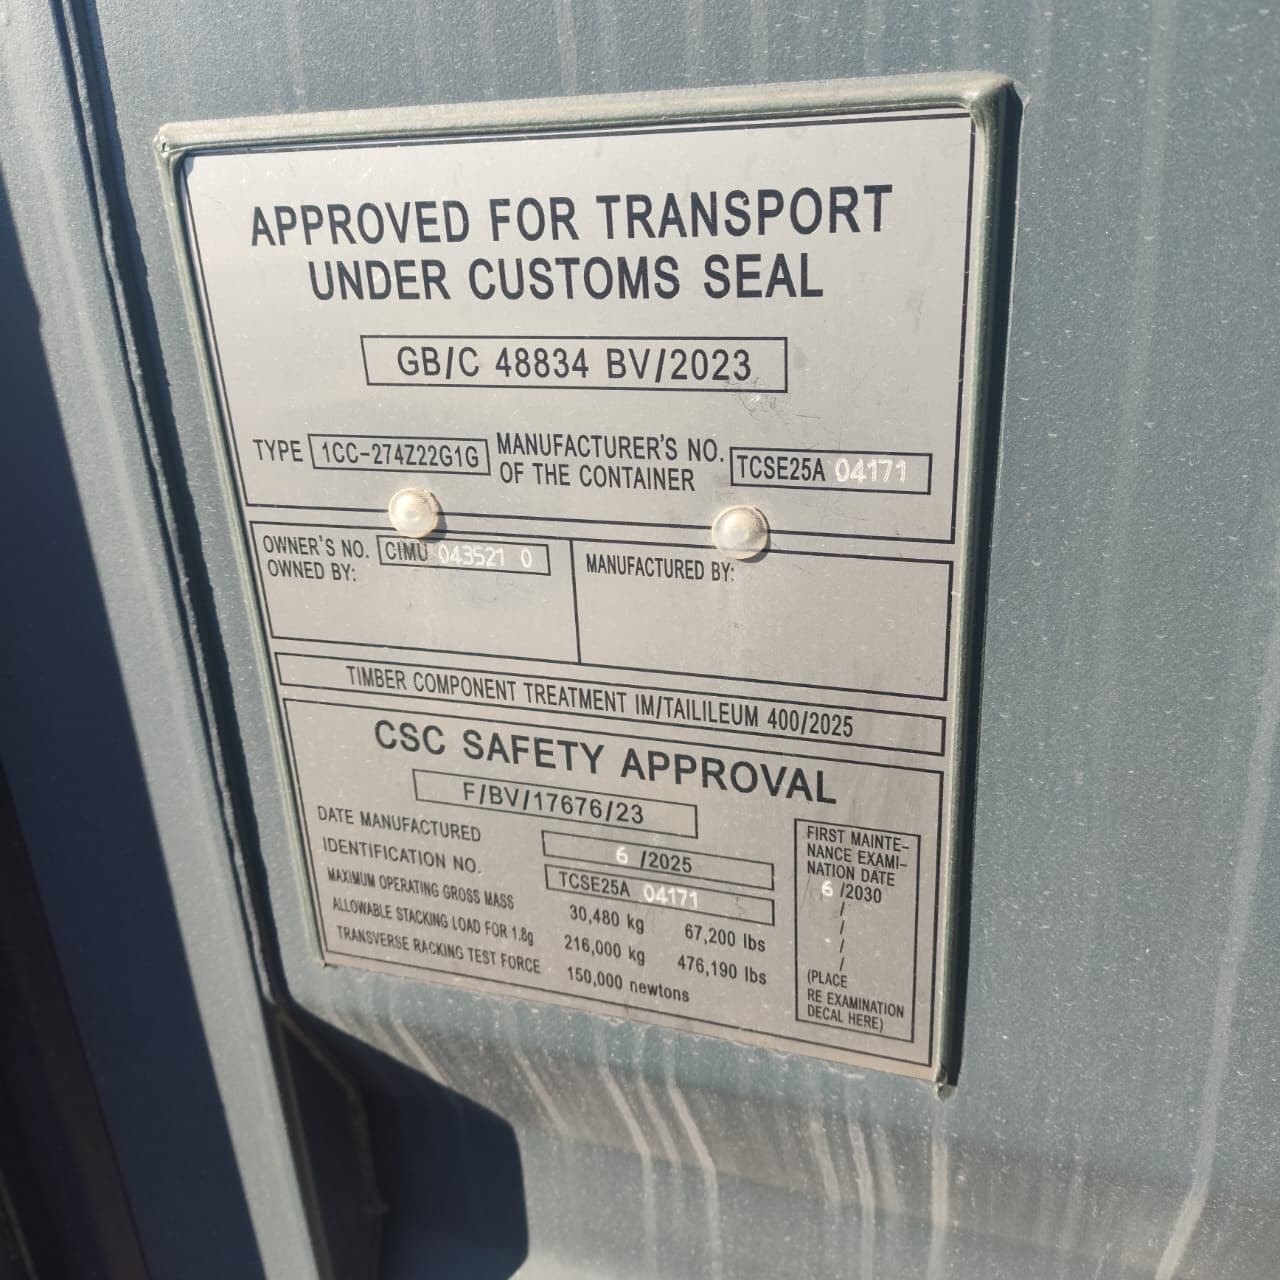 APPROVED FOR TRANSPORT
UNDER CUSTOMS SEAL
GB/C 48834 BV/2023
TYPE 1CC-274Z22G1G MANUFACTURER'S NO. OF THE CONTAINER TCSE25A 04171
OWNER'S NO. CIMU 043521 0
OWNED BY:
MANUFACTURED BY:
TIMBER COMPONENT TREATMENT IM/TAILILEUM 400/2025
CSC SAFETY APPROVAL
F/BV/17676/23
DATE MANUFACTURED 6 /2025
IDENTIFICATION NO. TCSE25A 04171
MAXIMUM OPERATING GROSS MASS 30,480 kg 67,200 lbs
ALLOWABLE STACKING LOAD FOR 1.8g 216,000 kg 476,190 lbs
TRANSVERSE RACKING TEST FORCE 150,000 newtons
FIRST MAINTE-
NANCE EXAMI-
NATION DATE
6 /2030
/
/
/
/
(PLACE
RE EXAMINATION
DECAL HERE)